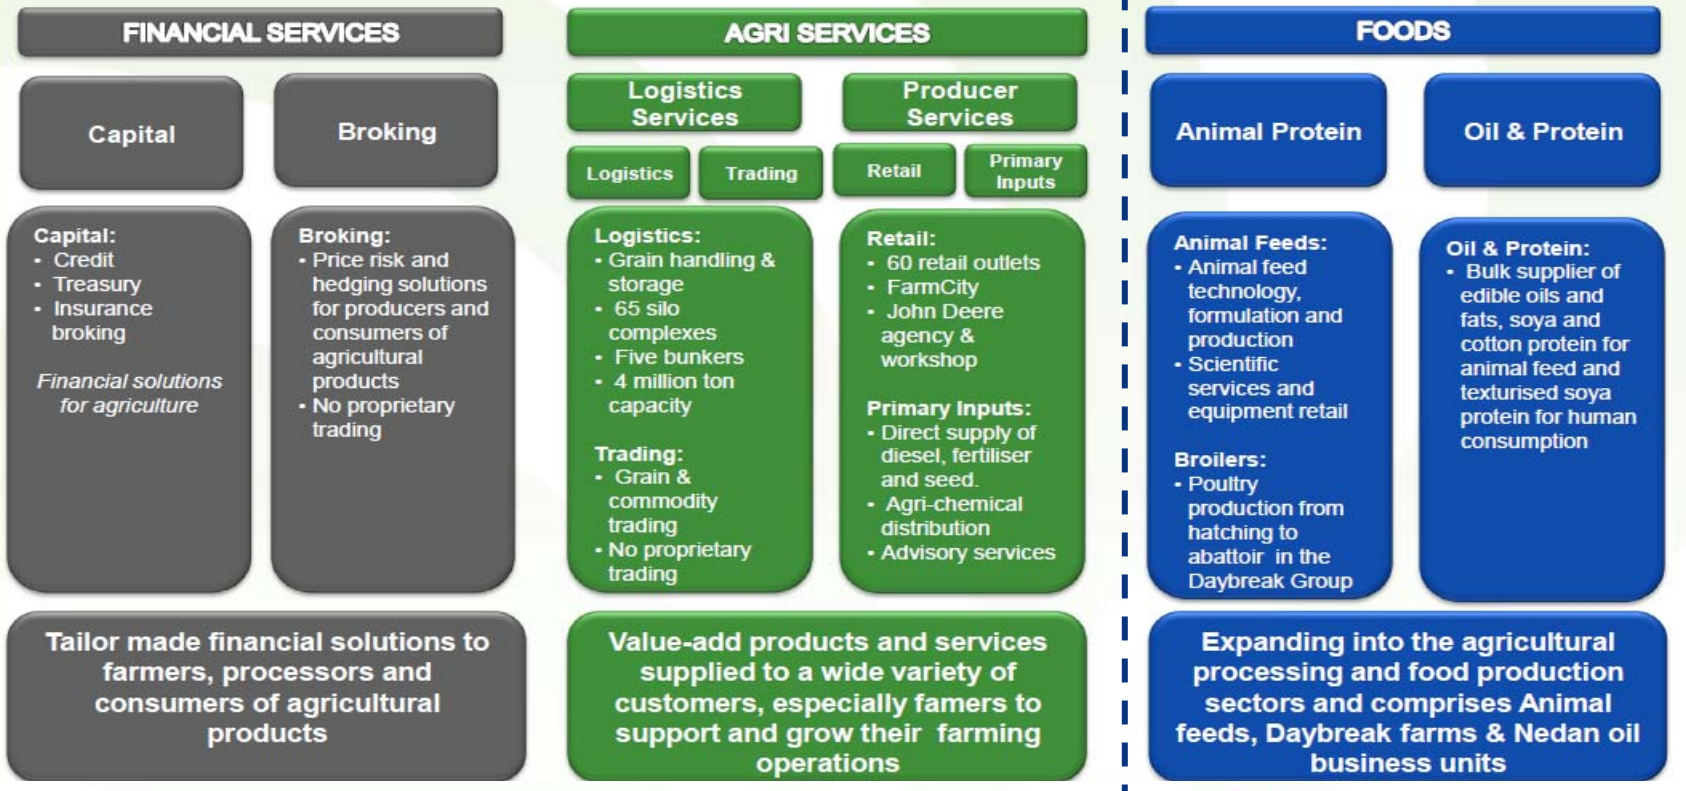 FINANCIAL SERVICES
Capital
Broking
Capital:
• Credit
• Treasury
• Insurance
broking
Financial solutions
for agriculture
Broking:
• Price risk and
hedging solutions
for producers and
consumers of
agricultural
products
• No proprietary
trading
Tailor made financial solutions to
farmers, processors and
consumers of agricultural
products
AGRI SERVICES
Logistics
Services
Producer
Services
Logistics
Trading
Retail
Primary
Inputs
Logistics:
• Grain handling &
storage
• 65 silo
complexes
• Five bunkers
• 4 million ton
capacity
Trading:
• Grain &
commodity
trading
• No proprietary
trading
Retail:
• 60 retail outlets
• FarmCity
• John Deere
agency &
workshop
Primary Inputs:
• Direct supply of
diesel, fertiliser
and seed.
• Agri-chemical
distribution
• Advisory services
Value-add products and services
supplied to a wide variety of
customers, especially famers to
support and grow their farming
operations
FOODS
Animal Protein
Oil & Protein
Animal Feeds:
• Animal feed
technology,
formulation and
production
• Scientific
services and
equipment retail
Broilers:
• Poultry
production from
hatching to
abattoir in the
Daybreak Group
Oil & Protein:
• Bulk supplier of
edible oils and
fats, soya and
cotton protein for
animal feed and
texturised soya
protein for human
consumption
Expanding into the agricultural
processing and food production
sectors and comprises Animal
feeds, Daybreak farms & Nedan oil
business units